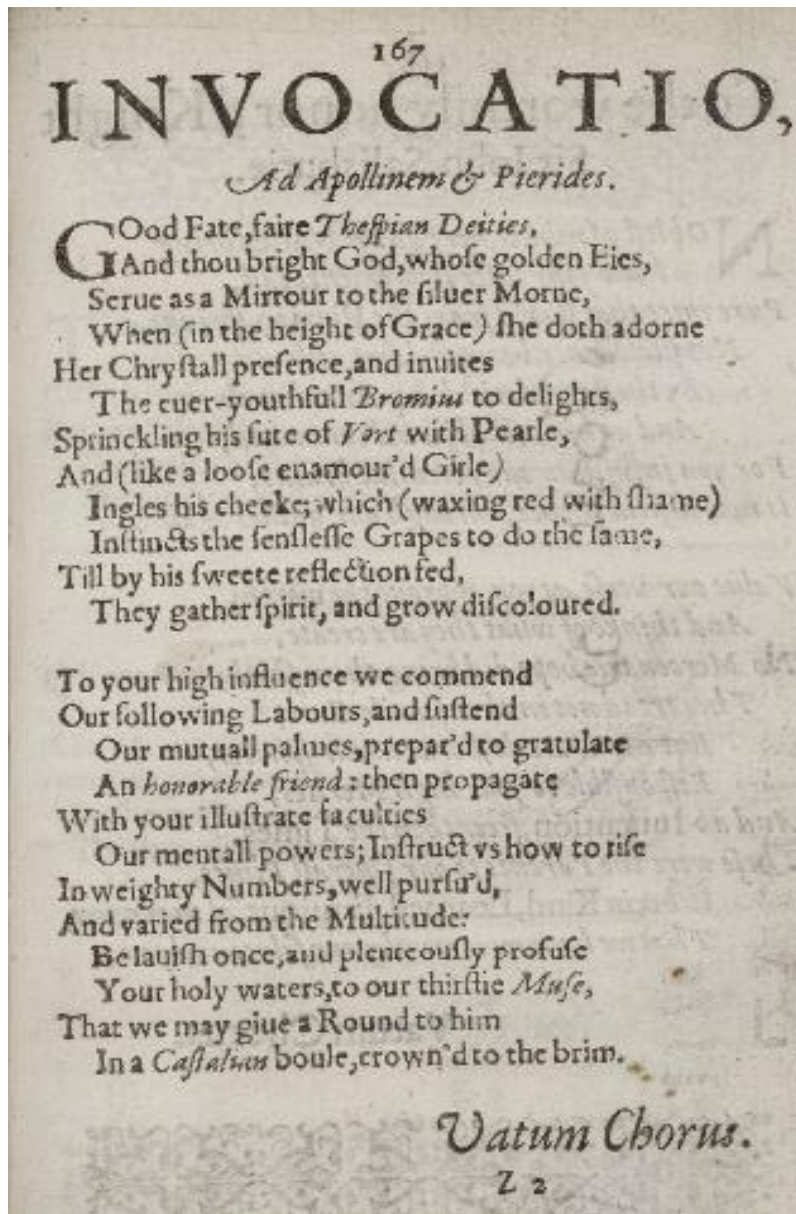 167
INVOCATIO,
Ad Apollinem & Pierides.
GOod Fate, faire Theſpian Deities,
And thou bright God, whoſe golden Eies,
Serue as a Mirrour to the ſiluer Morne,
When (in the height of Grace) ſhe doth adorne
Her Chryſtall preſence, and inuites
The euer-youthfull Bromius to delights,
Sprinckling his ſute of Vert with Pearle,
And (like a looſe enamour'd Girle)
Ingles his cheeke; which (waxing red with ſhame)
Inſtincts the ſenſleſſe Grapes to do the ſame,
Till by his ſweete reflection fed,
They gather ſpirit, and grow diſcoloured.
To your high influence we commend
Our following Labours, and ſuſtend
Our mutuall palmes, prepar'd to gratulate
An honorable friend: then propagate
With your illuſtrate faculties
Our mentall powers; Inſtruct vs how to riſe
In weighty Numbers, well purſu'd,
And varied from the Multitude:
Be lauiſh once, and plenteouſly profuſe
Your holy waters, to our thirſtie Muſe,
That we may giue a Round to him
In a Caſtalian boule, crown'd to the brim.
Vatum Chorus.
Z 2